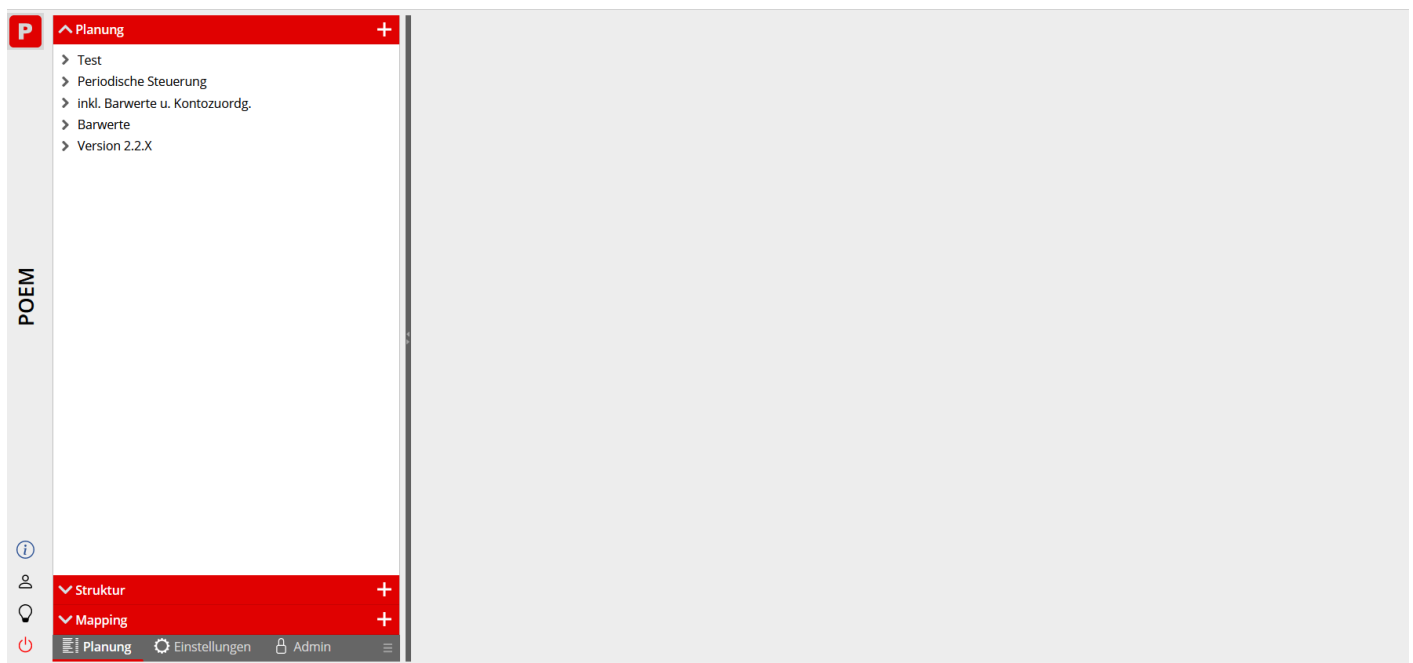 P
Planung
Test
Periodische Steuerung
inkl. Barwerte u. Kontozuordg.
Barwerte
Version 2.2.X
POEM
Struktur
Mapping
Planung Einstellungen Admin